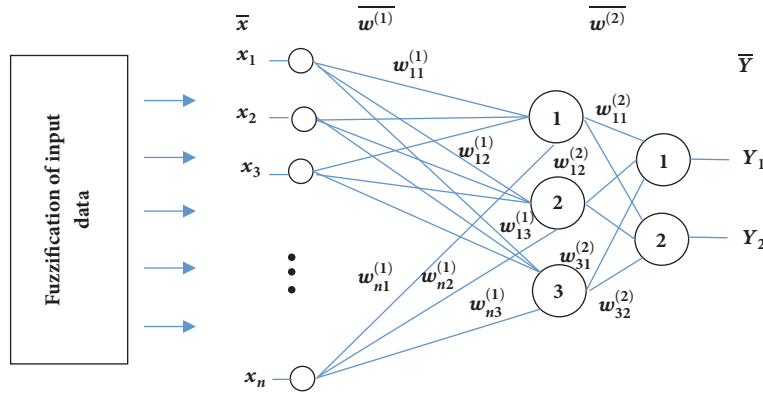 x̅ w̅⁽¹⁾ w̅⁽²⁾
Y̅
Fuzzification of input
data
x₁
x₂
x₃
xₙ
w₁₁⁽¹⁾
w₁₂⁽¹⁾
w₁₃⁽¹⁾
wₙ₁⁽¹⁾
wₙ₂⁽¹⁾
wₙ₃⁽¹⁾
1
2
3
w₁₁⁽²⁾
w₁₂⁽²⁾
w₃₁⁽²⁾
w₃₂⁽²⁾
1
2
Y₁
Y₂